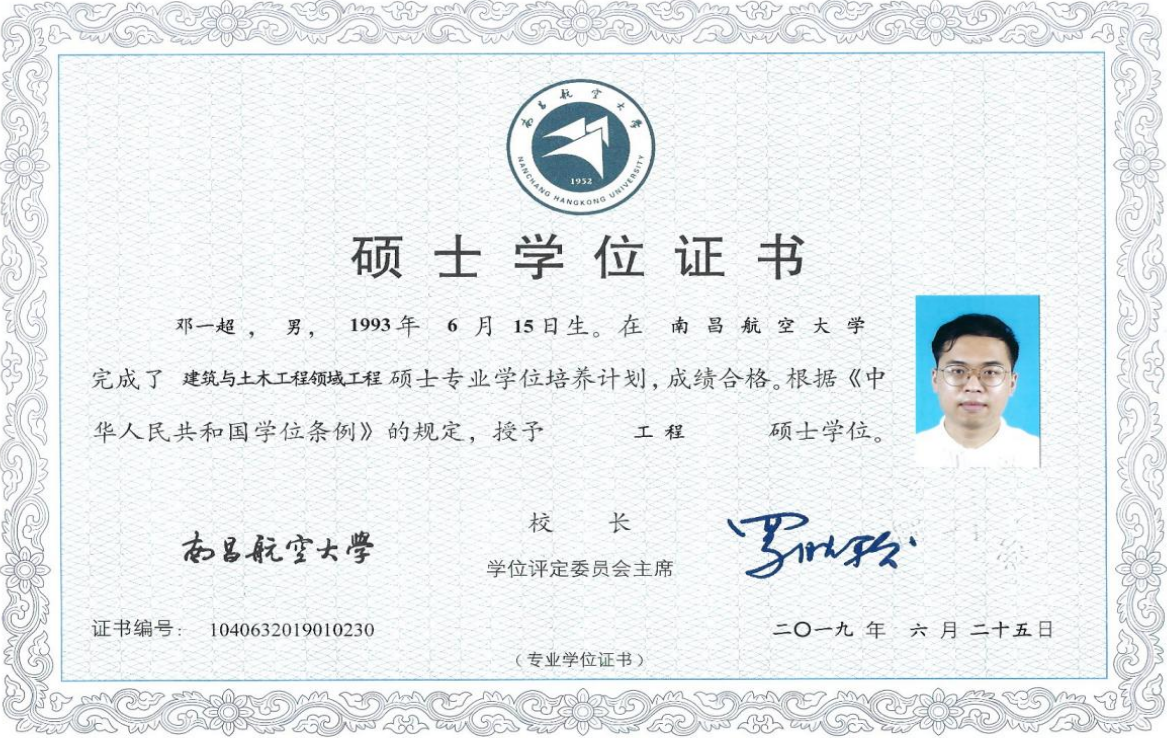 南昌航空大学
1952
NANCHANG HANGKONG UNIVERSITY
硕士学位证书
邓一超，男，1993年6月15日生。在南昌航空大学
完成了建筑与土木工程领域工程硕士专业学位培养计划，成绩合格。根据《中
华人民共和国学位条例》的规定，授予 工程 硕士学位。
校长
南昌航空大學
学位评定委员会主席
证书编号：1040632019010230
二〇一九年六月二十五日
（专业学位证书）